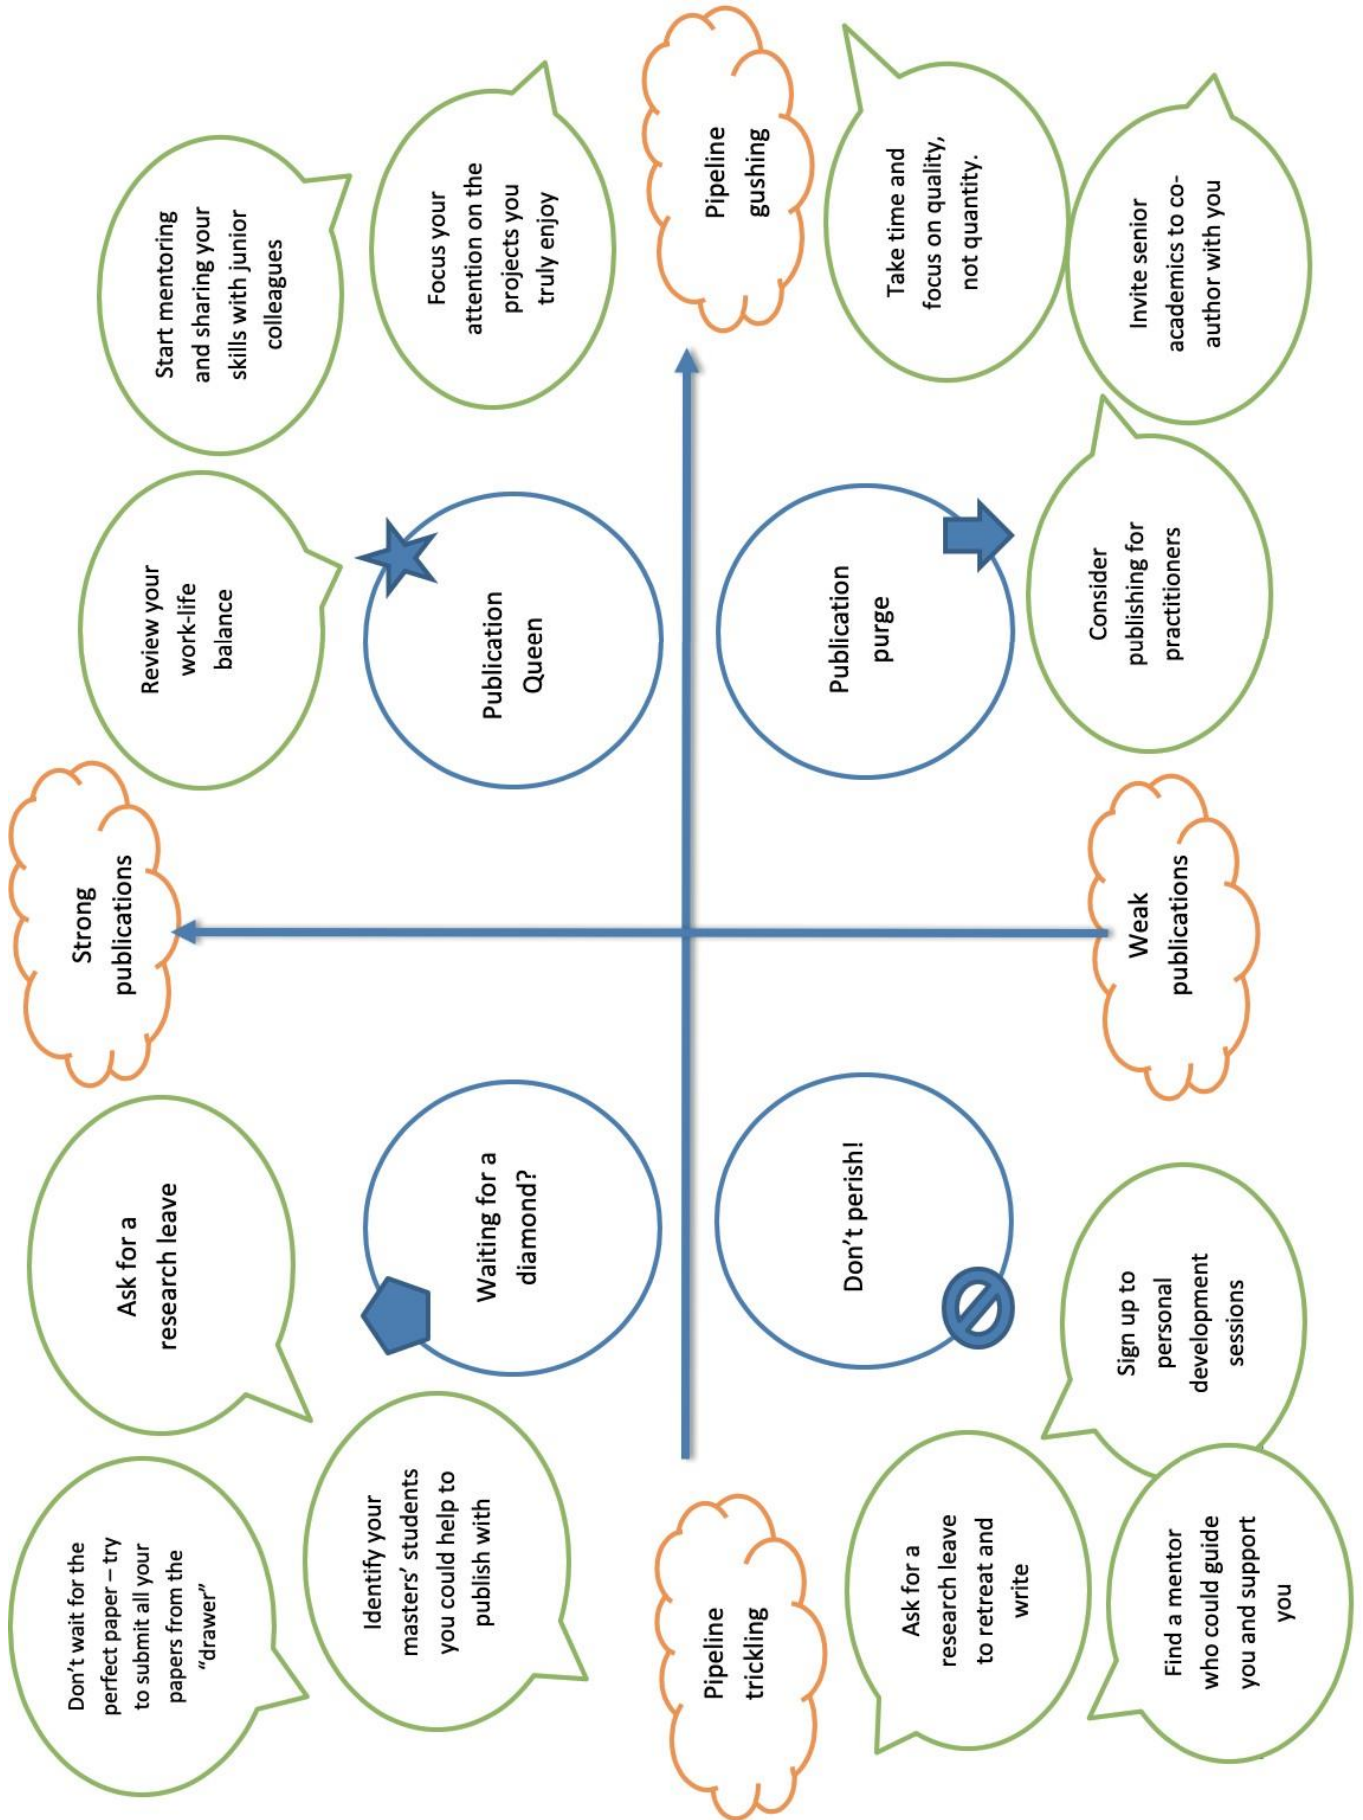 Don't wait for the
perfect paper – try
to submit all your
papers from the
"drawer"
Ask for a
research leave
Strong
publications
Review your
work-life
balance
Start mentoring
and sharing your
skills with junior
colleagues
Identify your
masters' students
you could help to
publish with
Waiting for a
diamond?
Publication
Queen
Focus your
attention on the
projects you
truly enjoy
Pipeline
trickling
Pipeline
gushing
Ask for a
research leave
to retreat and
write
Don't perish!
Publication
purge
Take time and
focus on quality,
not quantity.
Find a mentor
who could guide
you and support
you
Sign up to
personal
development
sessions
Weak
publications
Consider
publishing for
practitioners
Invite senior
academics to co-
author with you